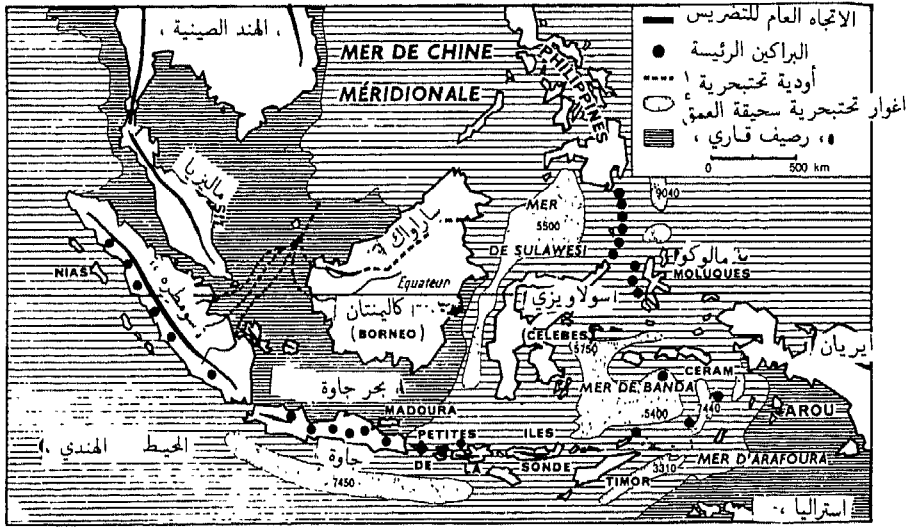 الاتجاه العام للتضريس
البراكين الرئيسة
أودية تحتبحرية
اغوار تحتبحرية سحيقة العمق
رصيف قاري
0 500 km
الهند الصينية
MER DE CHINE
MÉRIDIONALE
PHILIPPINES
ماليزيا
9040
MER
5500
DE SULAWESI
ساراواك
NIAS
سومطرة
Equateur
مالوكو
MOLUQUES
كاليمنتان
(BORNEO)
سولاويزي
(CÉLÈBES)
5750
ايريان
CERAM
بحر جاوة
MER DE BANDA
MADOURA
7440
AROU
5400
PETITES ILES
DE LA SONDE
المحيط الهندي
جاوة
7450
MER D'ARAFOURA
3310
TIMOR
استراليا